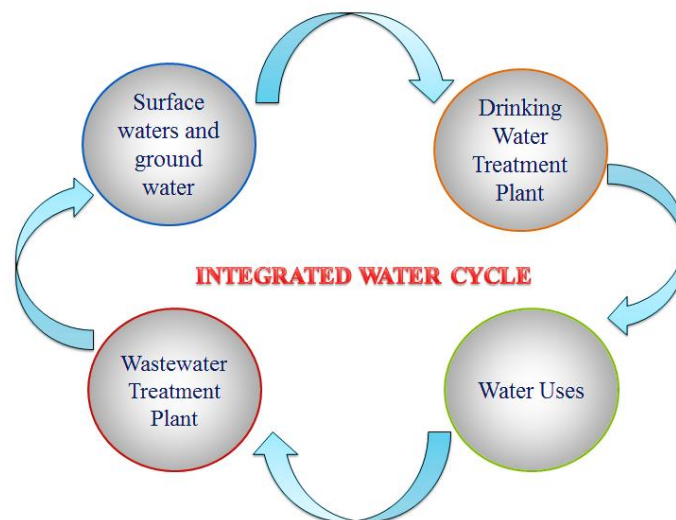 Surface
waters and
ground
water
Drinking
Water
Treatment
Plant
INTEGRATED WATER CYCLE
Wastewater
Treatment
Plant
Water Uses